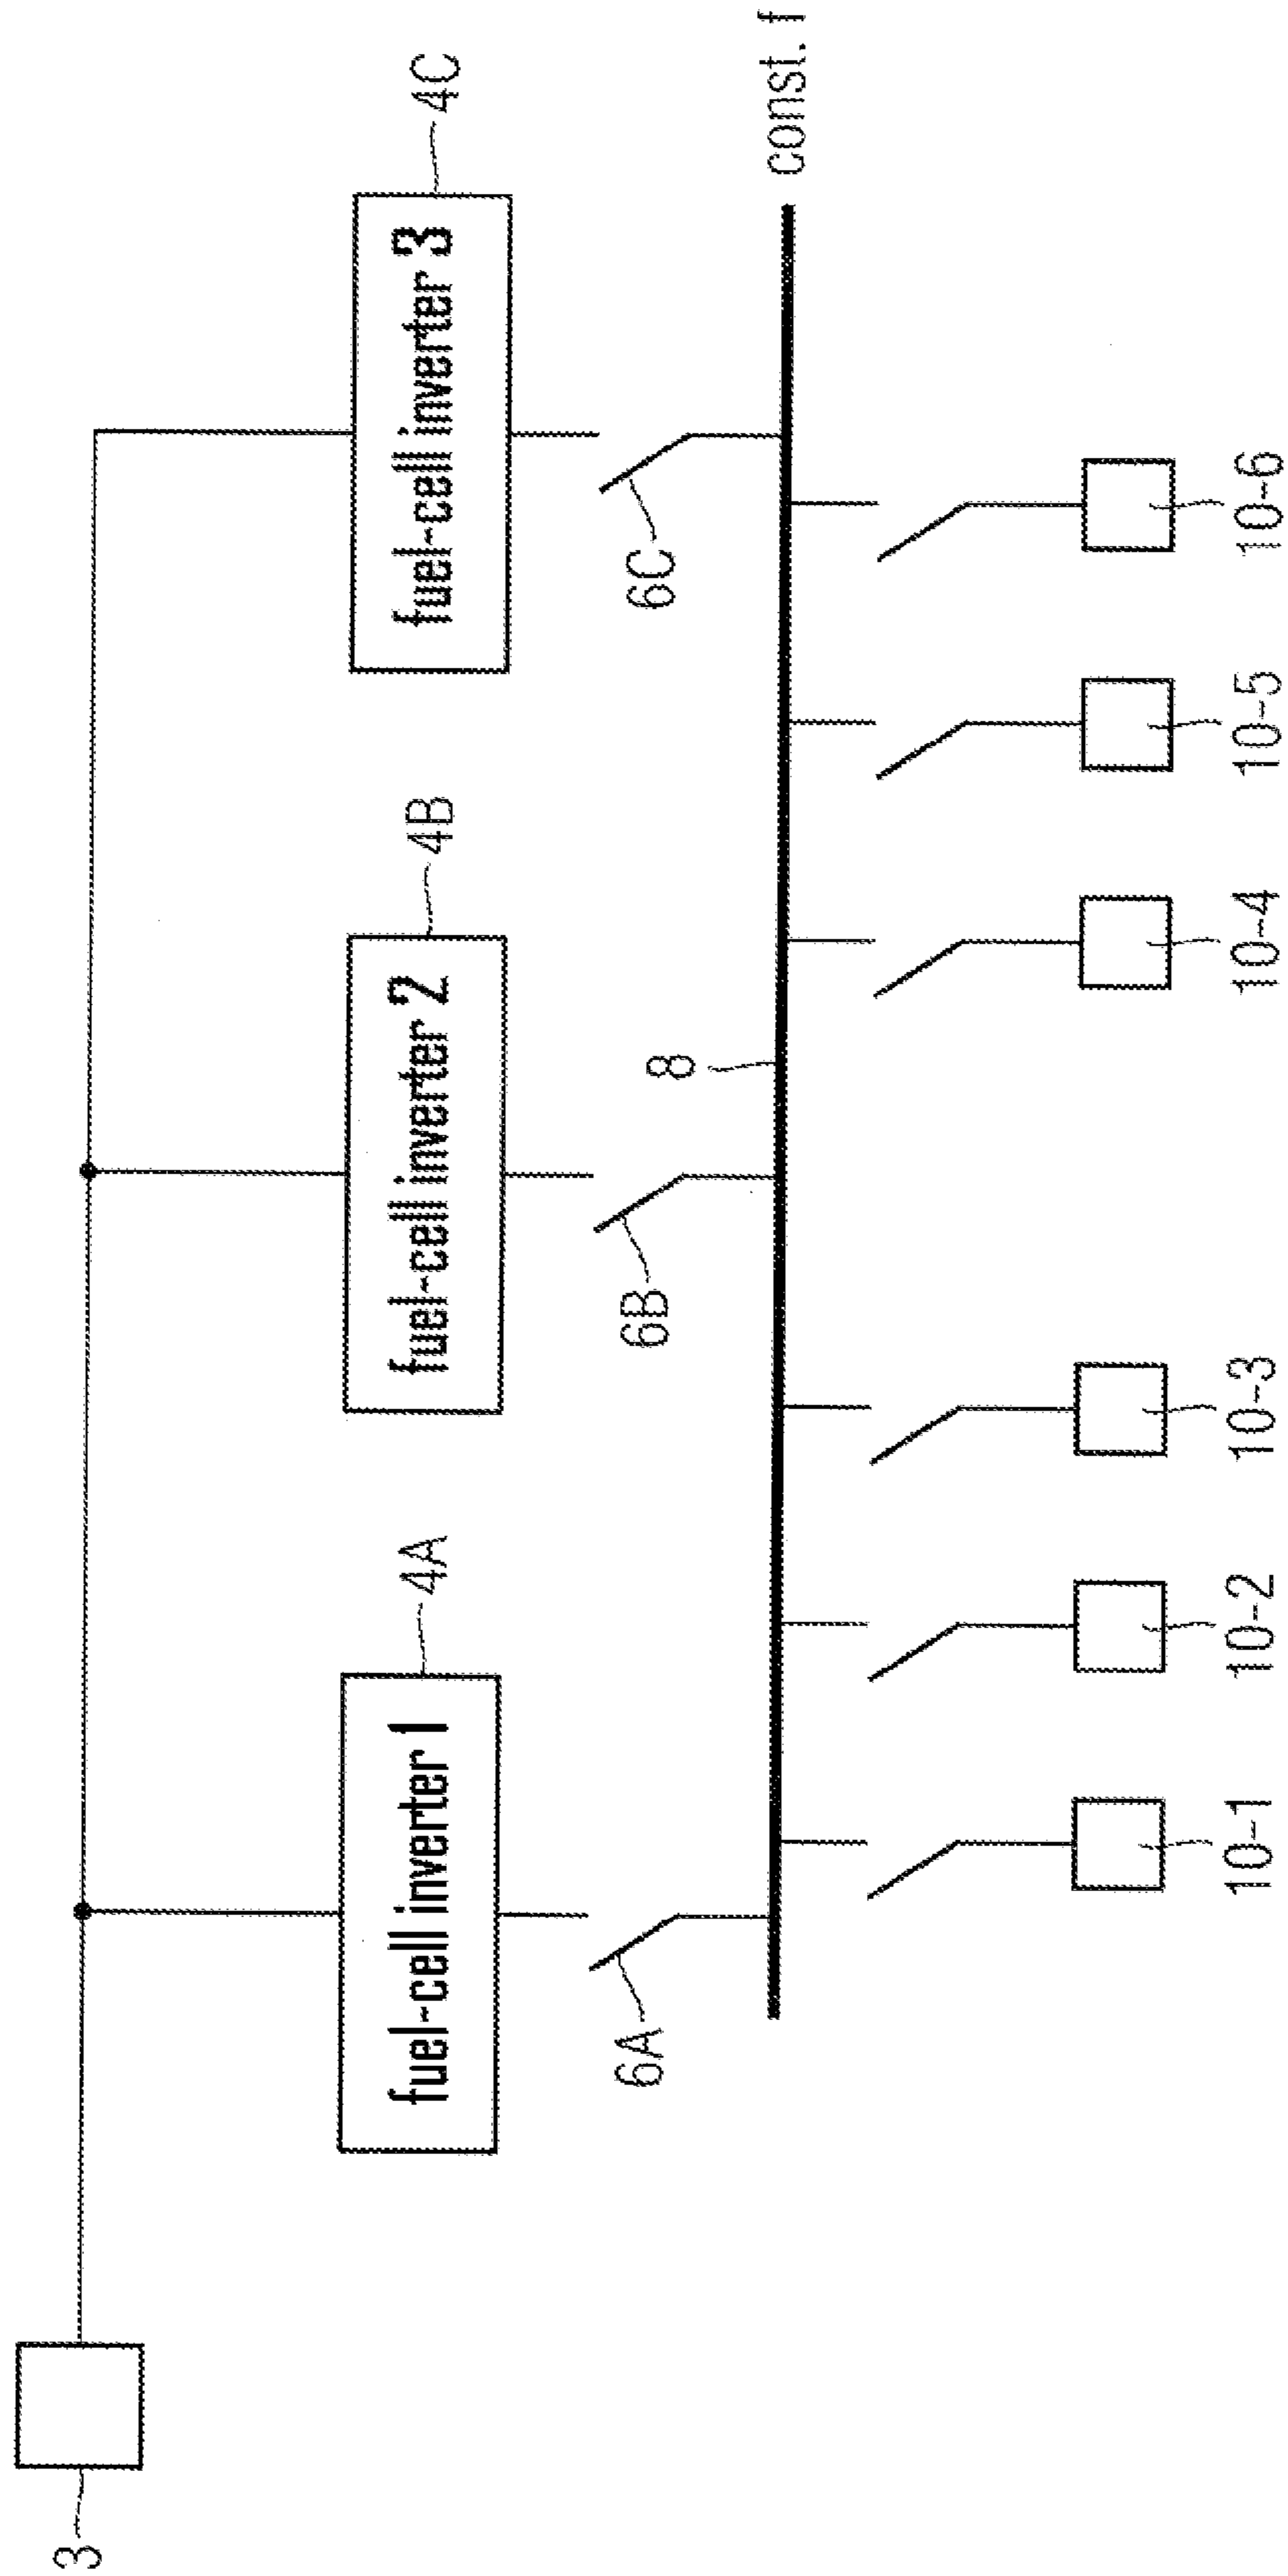 3
fuel-cell inverter 1
4A
fuel-cell inverter 2
4B
fuel-cell inverter 3
4C
6A
6B
6C
8
const. f
10-1
10-2
10-3
10-4
10-5
10-6